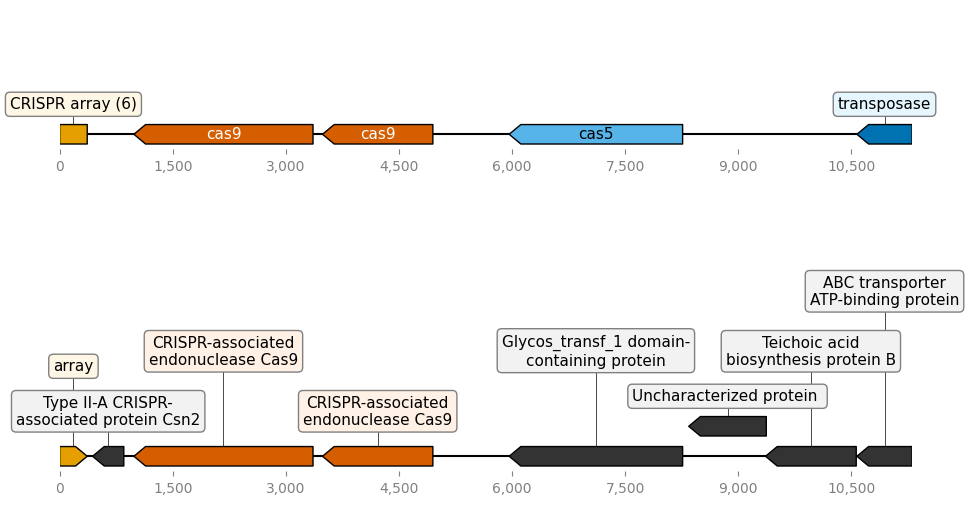 CRISPR array (6)
transposase
cas9
cas9
cas5
0
1,500
3,000
4,500
6,000
7,500
9,000
10,500
ABC transporter
ATP-binding protein
CRISPR-associated
endonuclease Cas9
Glycos_transf_1 domain-
containing protein
Teichoic acid
biosynthesis protein B
array
Uncharacterized protein
Type II-A CRISPR-
associated protein Csn2
CRISPR-associated
endonuclease Cas9
0
1,500
3,000
4,500
6,000
7,500
9,000
10,500